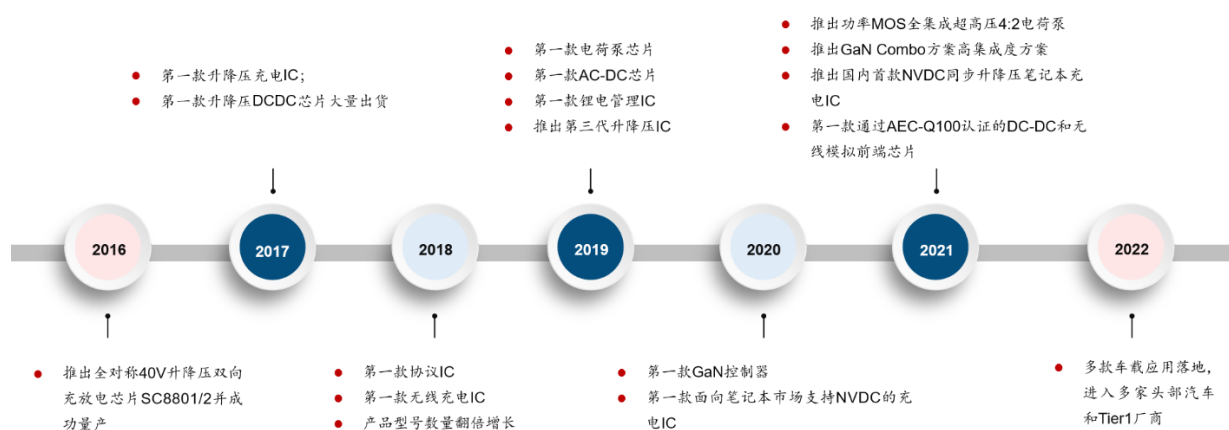 推出功率MOS全集成超高压4:2电荷泵
推出GaN Combo方案高集成度方案
推出国内首款NVDC同步升降压笔记本充
电IC
第一款通过AEC-Q100认证的DC-DC和无
线模拟前端芯片
第一款电荷泵芯片
第一款AC-DC芯片
第一款锂电管理IC
推出第三代升降压IC
第一款升降压充电IC；
第一款升降压DCDC芯片大量出货
2016
2017
2018
2019
2020
2021
2022
推出全对称40V升降压双向
充放电芯片SC8801/2并成
功量产
第一款协议IC
第一款无线充电IC
产品型号数量翻倍增长
第一款GaN控制器
第一款面向笔记本市场支持NVDC的充
电IC
多款车载应用落地，
进入多家头部汽车
和Tier1厂商